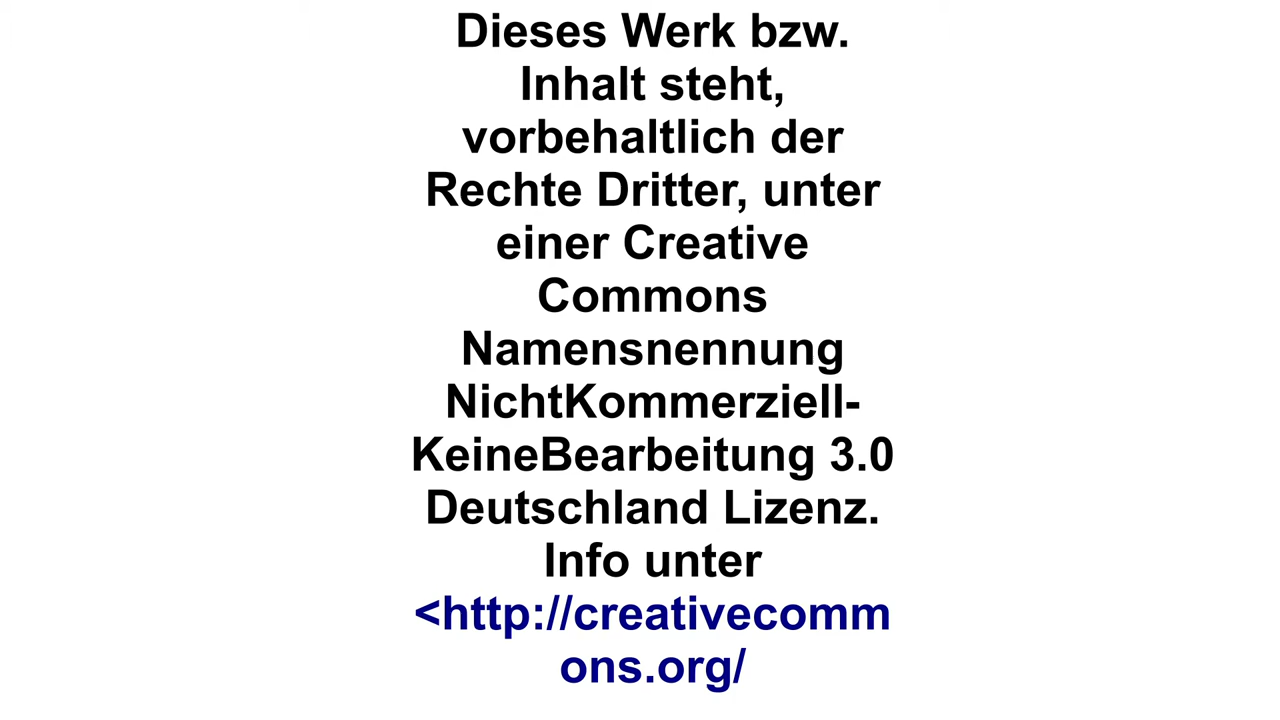 Dieses Werk bzw.
Inhalt steht,
vorbehaltlich der
Rechte Dritter, unter
einer Creative
Commons
Namensnennung
NichtKommerziell-
KeineBearbeitung 3.0
Deutschland Lizenz.
Info unter
<http://creativecomm
ons.org/